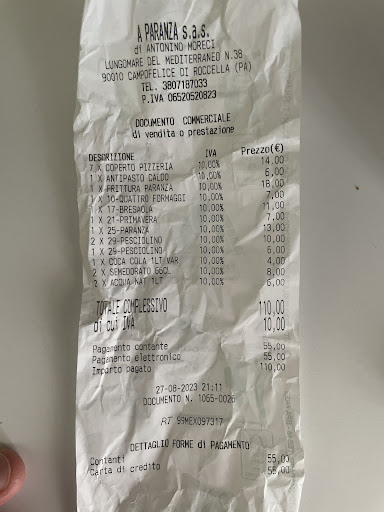 A PARANZA s.a.s.
di ANTONINO MORECI
LUNGOMARE DEL MEDITERRANEO N.38
90010 CAMPOFELICE DI ROCCELLA (PA)
TEL. 3807187033
P.IVA 06520520823
DOCUMENTO COMMERCIALE
di vendita o prestazione
DESCRIZIONE IVA Prezzo(€)
7 X COPERTO PIZZERIA 10,00% 14,00
1 X ANTIPASTO CALDO 10,00% 6,00
1 X FRITTURA PARANZA 10,00% 18,00
1 X 10-QUATTRO FORMAGGI 10,00% 7,00
1 X 17-BRESAOLA 10,00% 11,00
1 X 21-PRIMAVERA 10,00% 7,00
1 X 25-PARANZA 10,00% 13,00
2 X 29-PESCIOLINO 10,00% 10,00
1 X 29-PESCIOLINO 10,00% 6,00
1 X COCA COLA 1LT VAR 10,00% 4,00
2 X SEMEDORATO 66CL 10,00% 8,00
2 X ACQUA NAT 1LT 10,00% 6,00
TOTALE COMPLESSIVO 110,00
di cui IVA 10,00
Pagamento contante 55,00
Pagamento elettronico 55,00
Importo pagato 110,00
27-08-2023 21:11
DOCUMENTO N. 1065-0026
RT 99MEX097317
DETTAGLIO FORME di PAGAMENTO
Contanti 55,00
Carta di credito 55,00